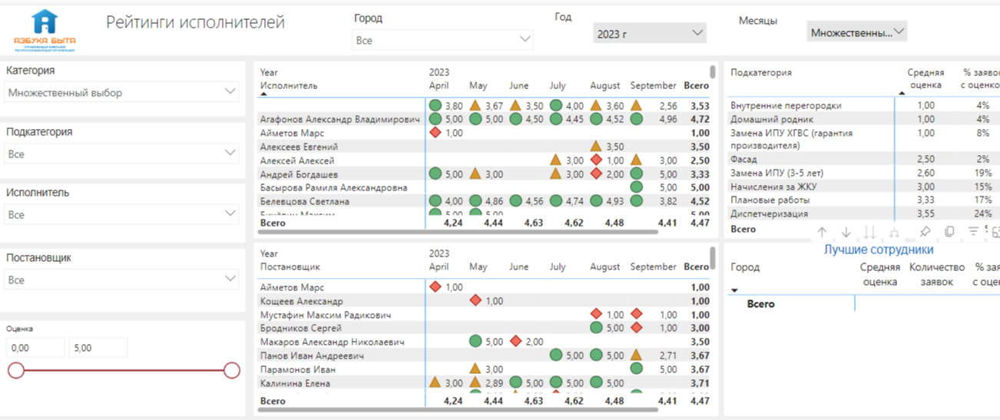 АЗБУКА БЫТА
Рейтинги исполнителей
Город
Все
Год
2023 г
Месяцы
Множественны...
Категория
Множественный выбор
Подкатегория
Все
Исполнитель
Все
Постановщик
Все
Оценка
0,00 5,00
Year 2023
Исполнитель April May June July August September Всего
3,80 3,67 3,50 4,00 3,60 2,56 3,53
Агафонов Александр Владимирович 5,00 5,00 4,50 4,45 4,52 4,96 4,72
Айметов Марс 1,00 1,00
Алексеев Евгений 3,50 3,50
Алексей Алексей 3,00 1,00 3,00 2,50
Андрей Богдашев 5,00 3,00 3,00 2,00 5,00 3,33
Басырова Рамиля Александровна 5,00 5,00
Белевцова Светлана 4,00 4,86 4,56 4,74 4,93 3,82 4,52
5,00 5,00 5,00
Всего 4,24 4,44 4,63 4,62 4,48 4,41 4,47
Year 2023
Постановщик April May June July August September Всего
Айметов Марс 1,00 1,00
Кощеев Александр 1,00 1,00
Мустафин Максим Радикович 1,00 1,00 1,00
Бродников Сергей 5,00 1,00 3,00
Макаров Александр Николаевич 5,00 2,00 3,50
Панов Иван Андреевич 5,00 5,00 2,71 3,67
Парамонов Иван 3,00 5,00 3,67
Калинина Елена 3,00 2,89 5,00 5,00 5,00 3,71
Всего 4,24 4,44 4,63 4,62 4,48 4,41 4,47
Подкатегория Средняя % заявок
оценка с оценко
Внутренние перегородки 1,00 4%
Домашний родник 1,00 4%
Замена ИПУ ХГВС (гарантия 1,00 8%
производителя)
Фасад 2,50 2%
Замена ИПУ (3-5 лет) 2,60 19%
Начисления за ЖКУ 3,00 15%
Плановые работы 3,33 17%
Диспетчеризация 3,55 24%
Всего
Лучшие сотрудники
Город Средняя Количество % зая
оценка заявок с оцен
Всего